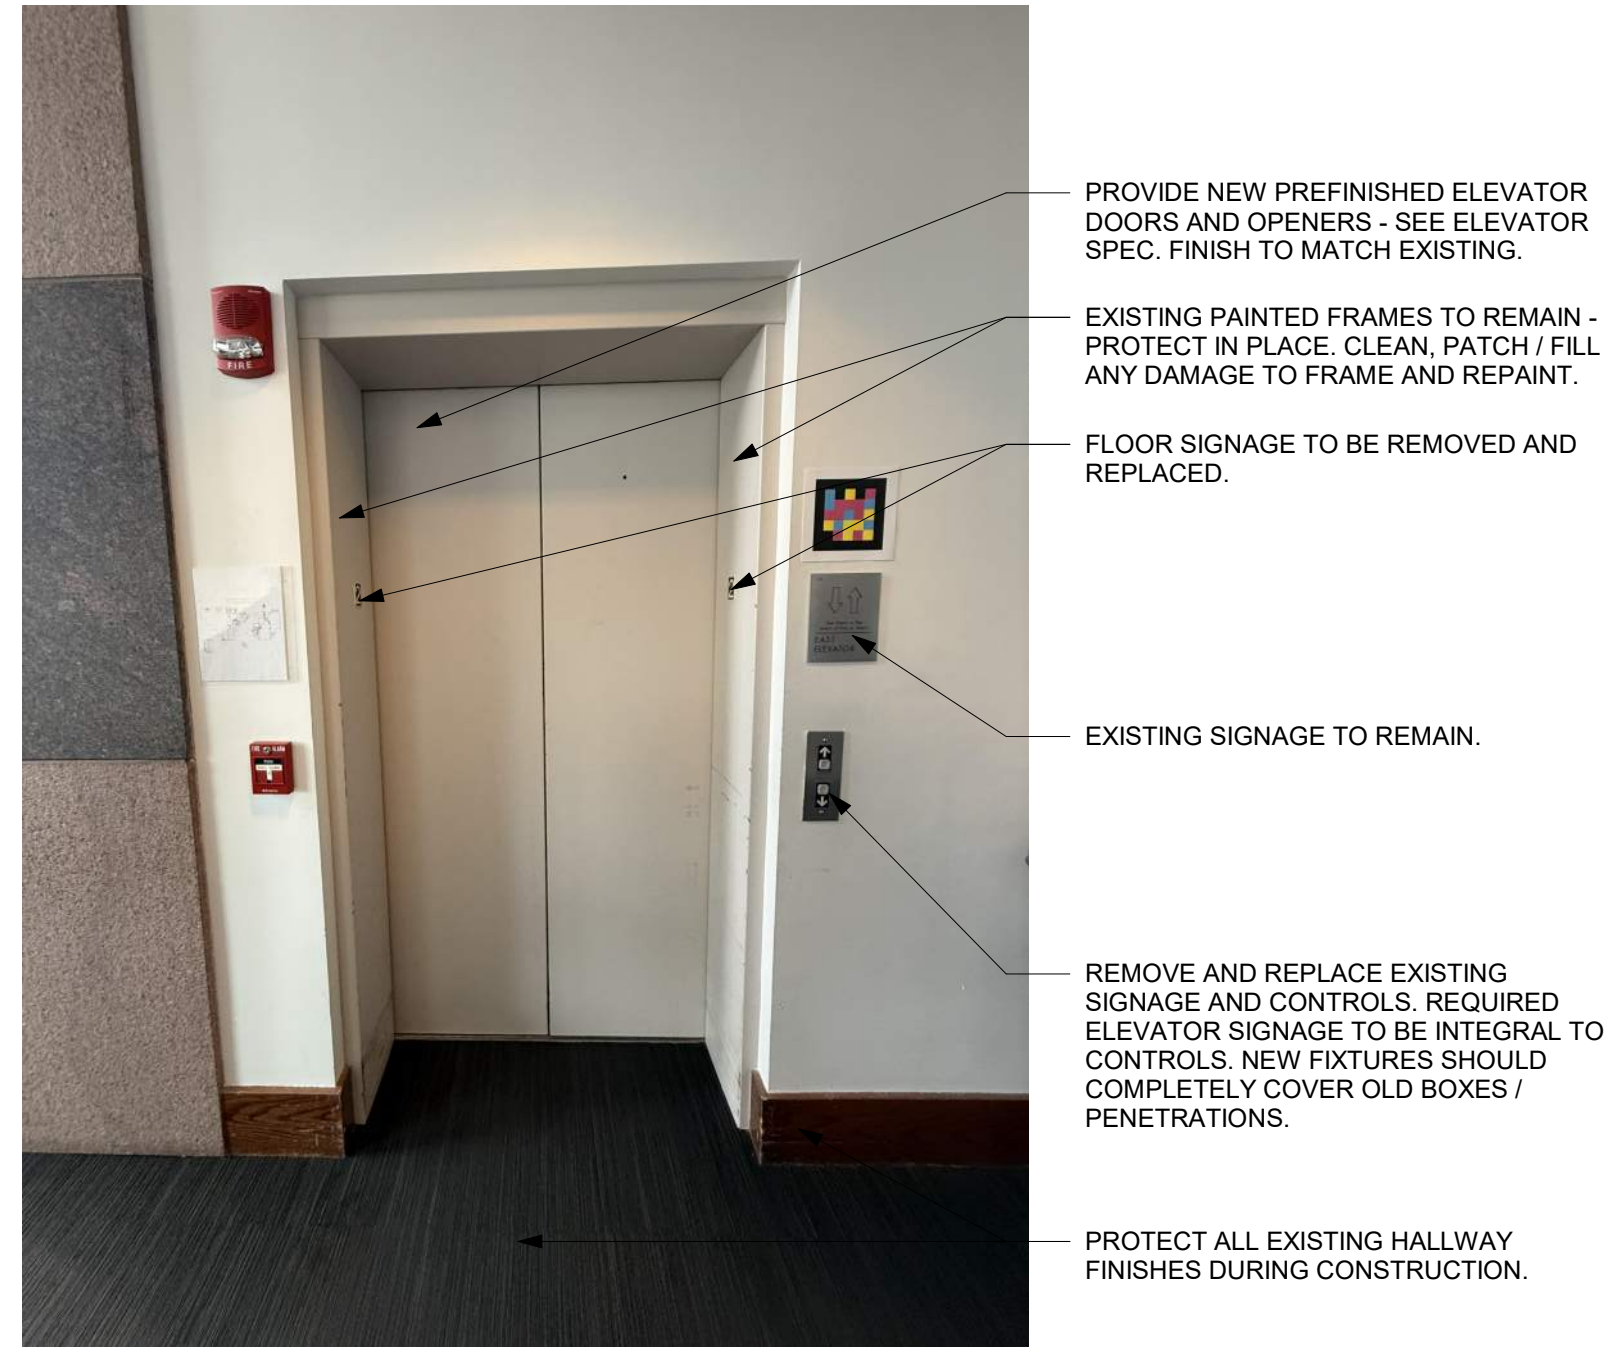 PROVIDE NEW PREFINISHED ELEVATOR
DOORS AND OPENERS - SEE ELEVATOR
SPEC. FINISH TO MATCH EXISTING.
EXISTING PAINTED FRAMES TO REMAIN -
PROTECT IN PLACE. CLEAN, PATCH / FILL
ANY DAMAGE TO FRAME AND REPAINT.
FLOOR SIGNAGE TO BE REMOVED AND
REPLACED.
EXISTING SIGNAGE TO REMAIN.
REMOVE AND REPLACE EXISTING
SIGNAGE AND CONTROLS. REQUIRED
ELEVATOR SIGNAGE TO BE INTEGRAL TO
CONTROLS. NEW FIXTURES SHOULD
COMPLETELY COVER OLD BOXES /
PENETRATIONS.
PROTECT ALL EXISTING HALLWAY
FINISHES DURING CONSTRUCTION.
FIRE
FIRE ALARM
EAST
ELEVATOR